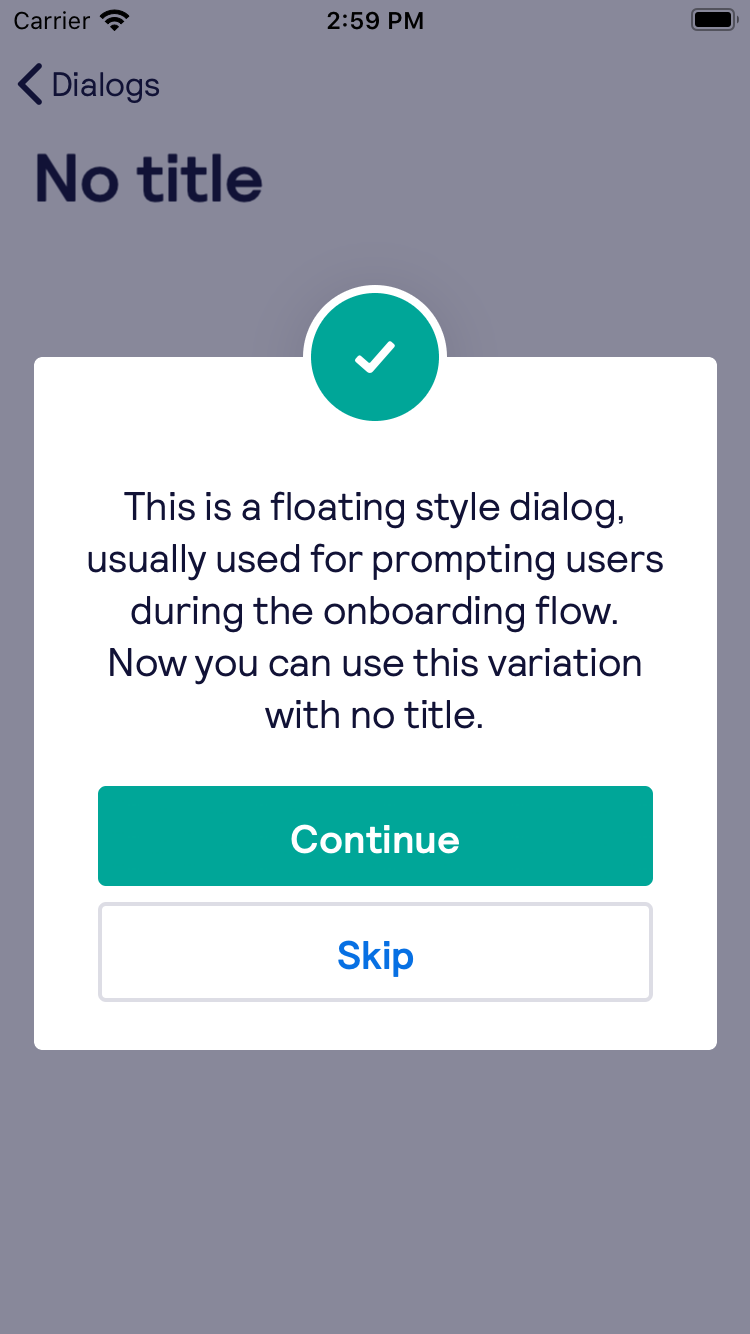 Carrier 2:59 PM
Dialogs
No title
This is a floating style dialog,
usually used for prompting users
during the onboarding flow.
Now you can use this variation
with no title.
Continue
Skip